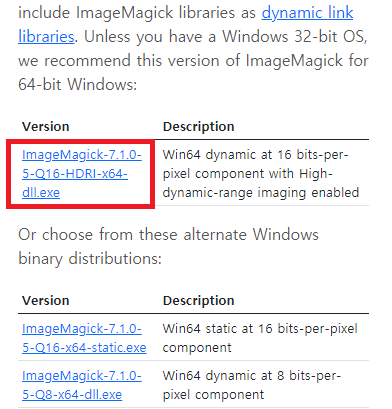 include ImageMagick libraries as dynamic link
libraries. Unless you have a Windows 32-bit OS,
we recommend this version of ImageMagick for
64-bit Windows:
Version Description
ImageMagick-7.1.0- Win64 dynamic at 16 bits-per-
5-Q16-HDRI-x64- pixel component with High-
dll.exe dynamic-range imaging enabled
Or choose from these alternate Windows
binary distributions:
Version Description
ImageMagick-7.1.0- Win64 static at 16 bits-per-pixel
5-Q16-x64-static.exe component
ImageMagick-7.1.0- Win64 dynamic at 8 bits-per-
5-Q8-x64-dll.exe pixel component